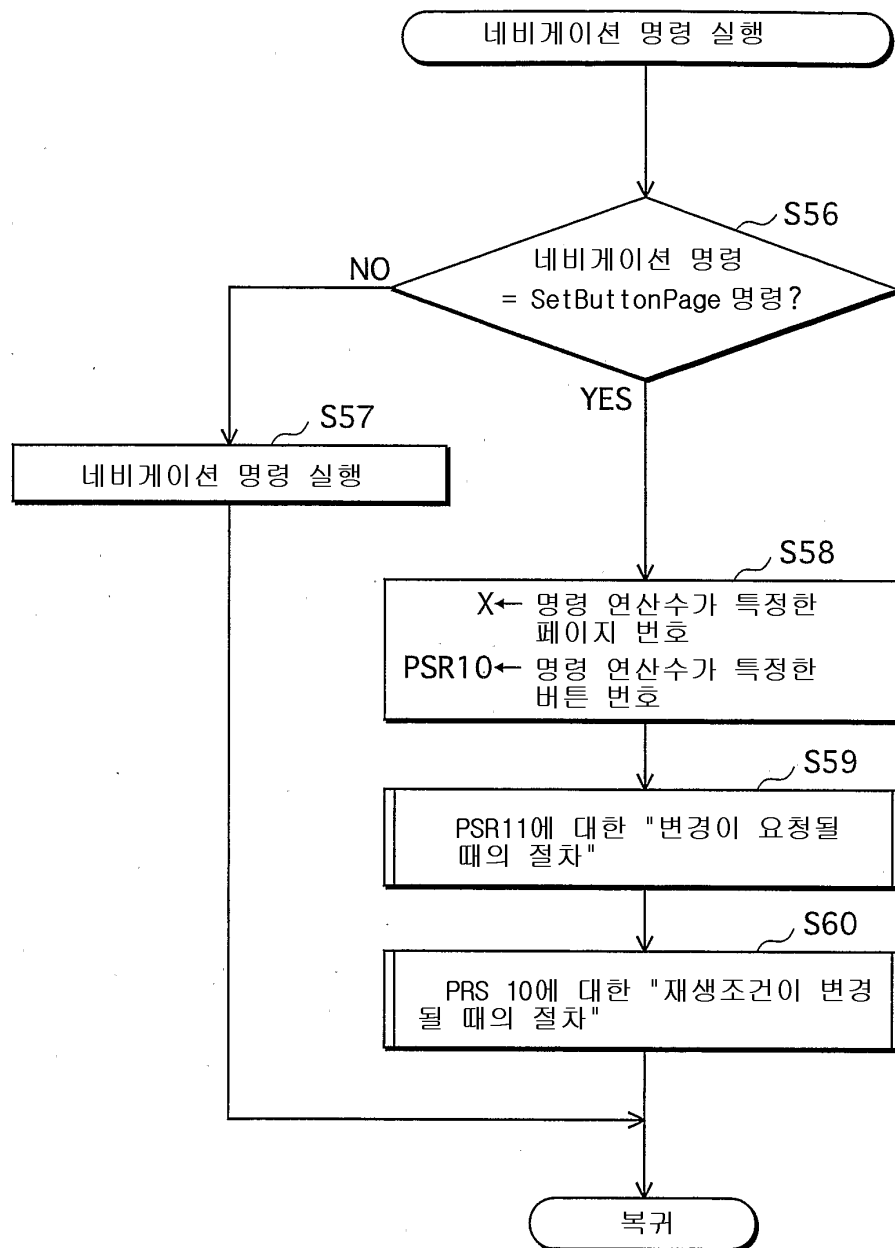 네비게이션 명령 실행
S56
네비게이션 명령
= SetButtonPage 명령?
NO
YES
S57
네비게이션 명령 실행
S58
X← 명령 연산수가 특정한
페이지 번호
PSR10← 명령 연산수가 특정한
버튼 번호
S59
PSR11에 대한 "변경이 요청될
때의 절차"
S60
PRS 10에 대한 "재생조건이 변경
될 때의 절차"
복귀